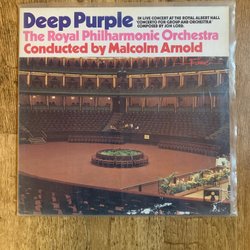 Deep Purple
IN LIVE CONCERT AT THE ROYAL ALBERT HALL
'CONCERTO FOR GROUP AND ORCHESTRA'
COMPOSED BY JON LORD.
The Royal Philharmonic Orchestra
Conducted by Malcolm Arnold